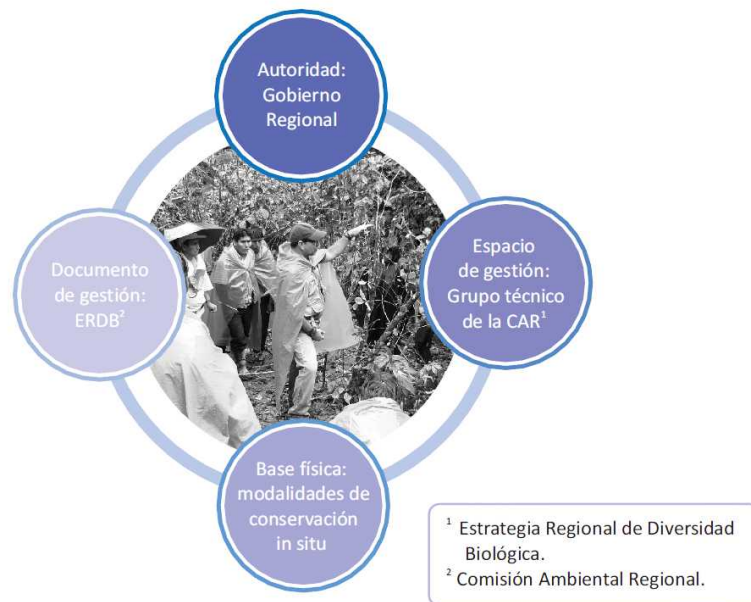 Autoridad:
Gobierno
Regional
Espacio
de gestión:
Grupo técnico
de la CAR¹
Base física:
modalidades de
conservación
in situ
Documento
de gestión:
ERDB²
¹ Estrategia Regional de Diversidad
Biológica.
² Comisión Ambiental Regional.